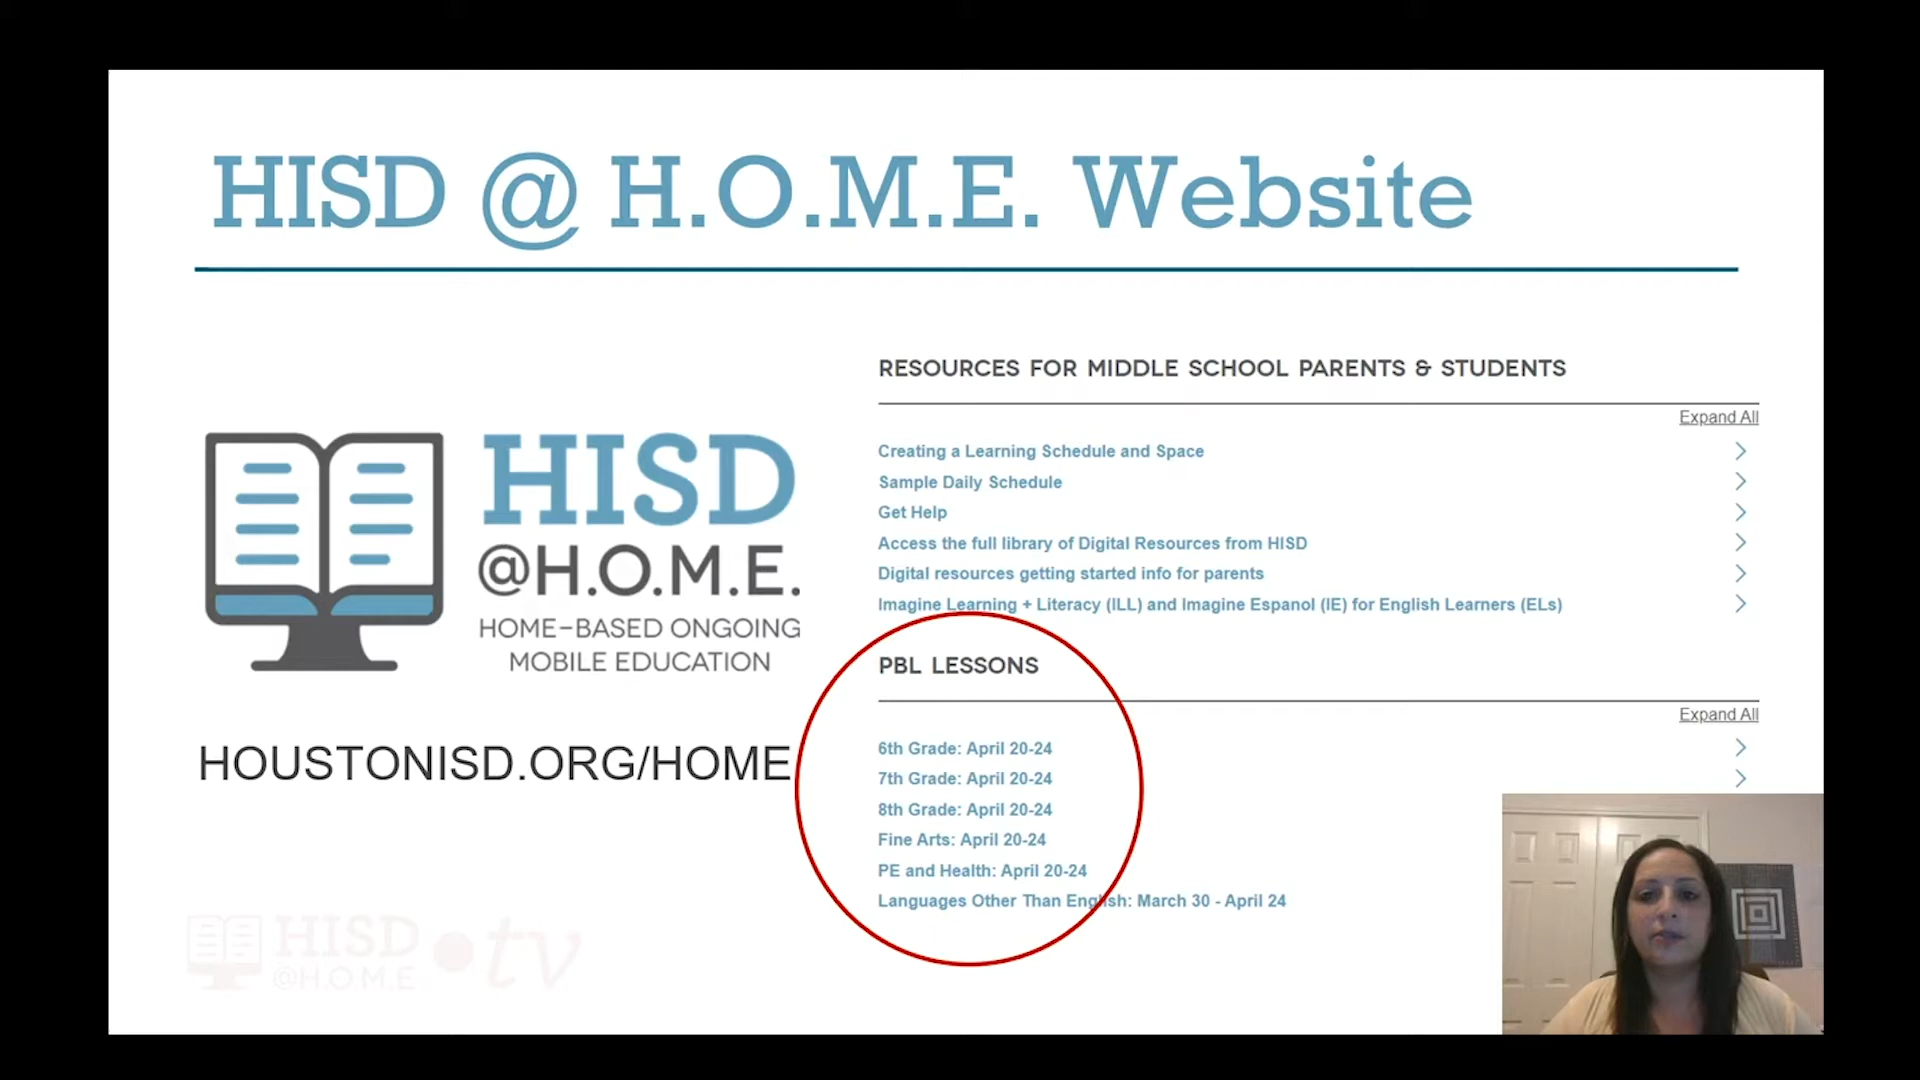 HISD @ H.O.M.E. Website
HISD
@H.O.M.E.
HOME-BASED ONGOING
MOBILE EDUCATION
HOUSTONISD.ORG/HOME
RESOURCES FOR MIDDLE SCHOOL PARENTS & STUDENTS
Expand All
Creating a Learning Schedule and Space
Sample Daily Schedule
Get Help
Access the full library of Digital Resources from HISD
Digital resources getting started info for parents
Imagine Learning + Literacy (ILL) and Imagine Espanol (IE) for English Learners (ELs)
PBL LESSONS
Expand All
6th Grade: April 20-24
7th Grade: April 20-24
8th Grade: April 20-24
Fine Arts: April 20-24
PE and Health: April 20-24
Languages Other Than English: March 30 - April 24
HISD
@H.O.M.E.
tv